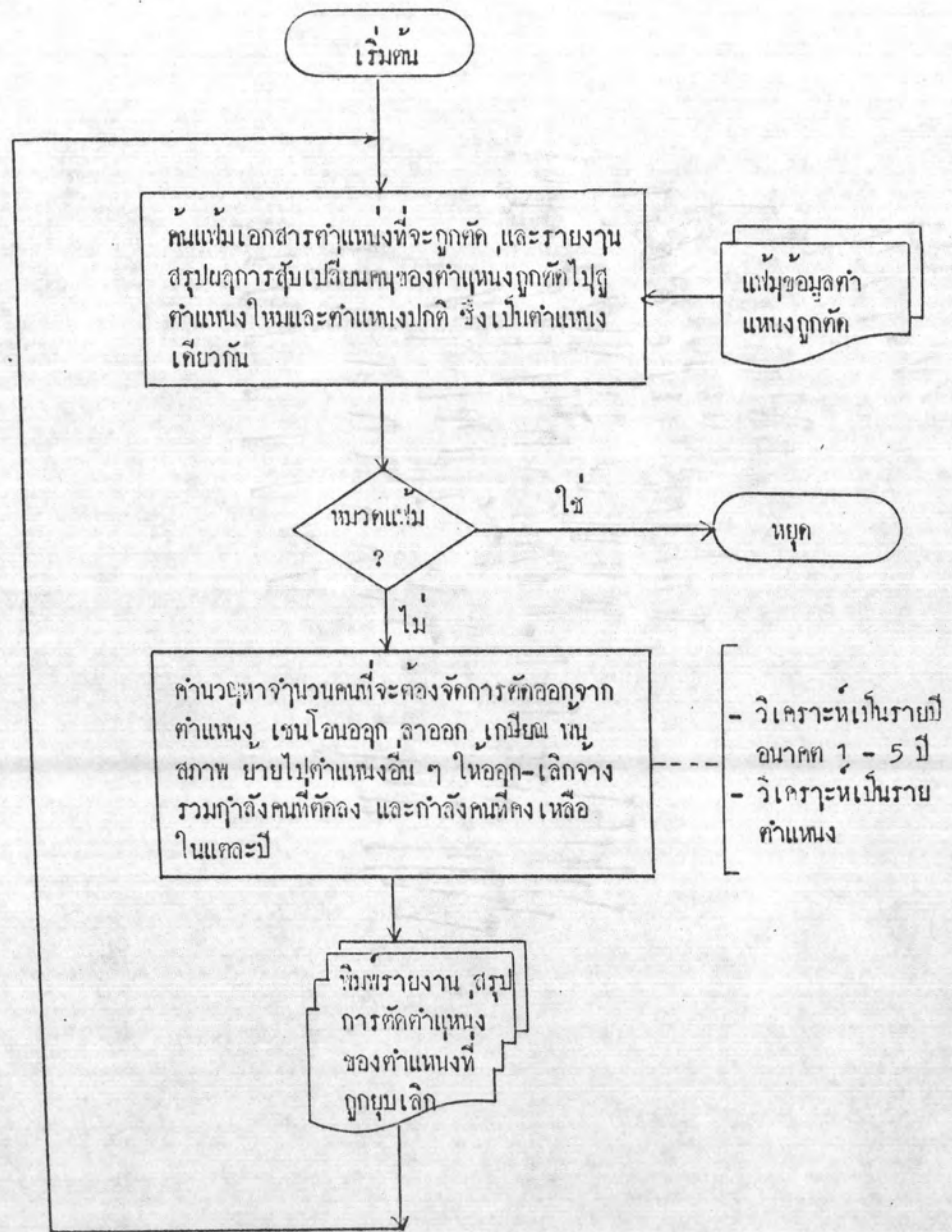 เริ่มต้น
ค้นแฟ้มเอกสารตำแหน่งที่จะถูกตัด และรายงาน
สรุปผลการสับเปลี่ยนคนของตำแหน่งถูกตัดไปสู่
ตำแหน่งใหม่และตำแหน่งปกติ ซึ่งเป็นตำแหน่ง
เดียวกัน
แฟ้มข้อมูลตำ
แหน่งถูกตัด
หมวดแฟ้ม
?
ใช่
หยุด
ไม่
คำนวณหาจำนวนคนที่จะต้องจัดการตัดออกจาก
ตำแหน่ง เช่นโอนออก ลาออก เกษียณ พ้น
สภาพ ย้ายไปตำแหน่งอื่น ๆ ให้ออก-เลิกจ้าง
รวมกำลังคนที่ตัดลง และกำลังคนที่คงเหลือ
ในแต่ละปี
- วิเคราะห์เป็นรายปี
อนาคต 1 - 5 ปี
- วิเคราะห์เป็นราย
ตำแหน่ง
พิมพ์รายงาน สรุป
การตัดตำแหน่ง
ของตำแหน่งที่
ถูกยุบเลิก